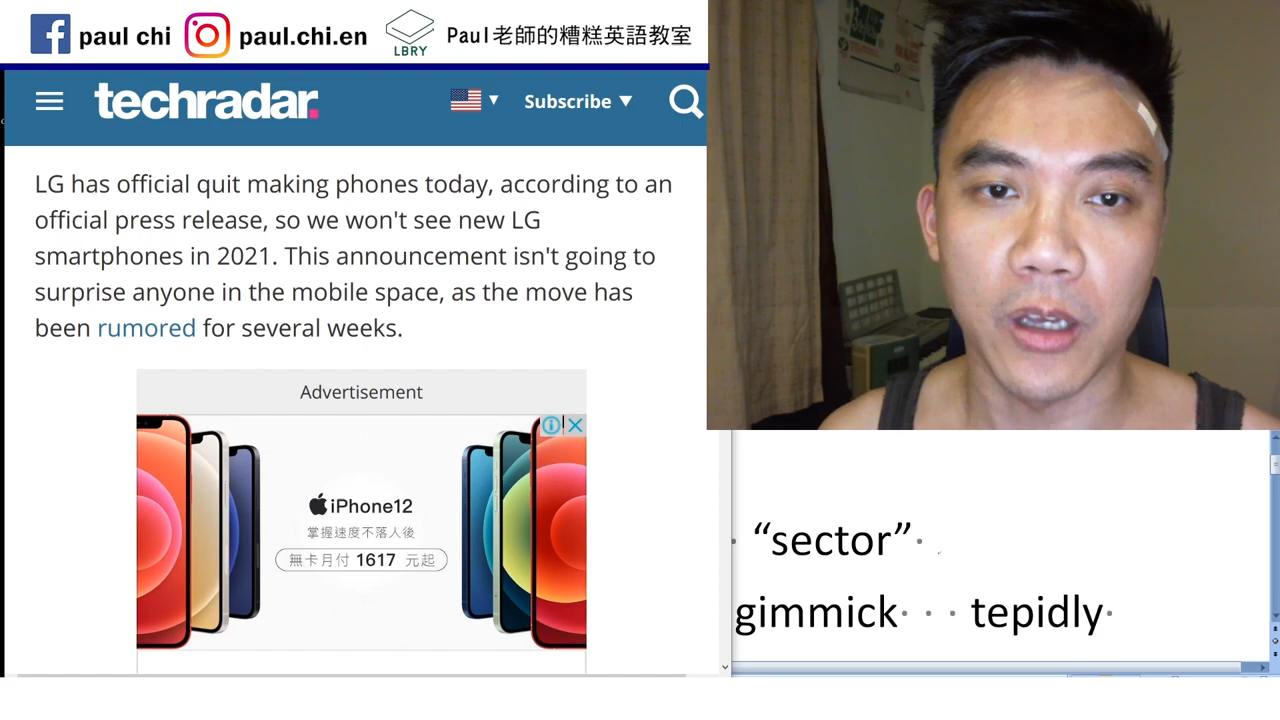 paul chi paul.chi.en LBRY Paul老師的糟糕英語教室
techradar. Subscribe
LG has official quit making phones today, according to an
official press release, so we won't see new LG
smartphones in 2021. This announcement isn't going to
surprise anyone in the mobile space, as the move has
been rumored for several weeks.
Advertisement
iPhone12
掌握速度不落人後
無卡月付 1617 元起
“sector”
gimmick tepidly